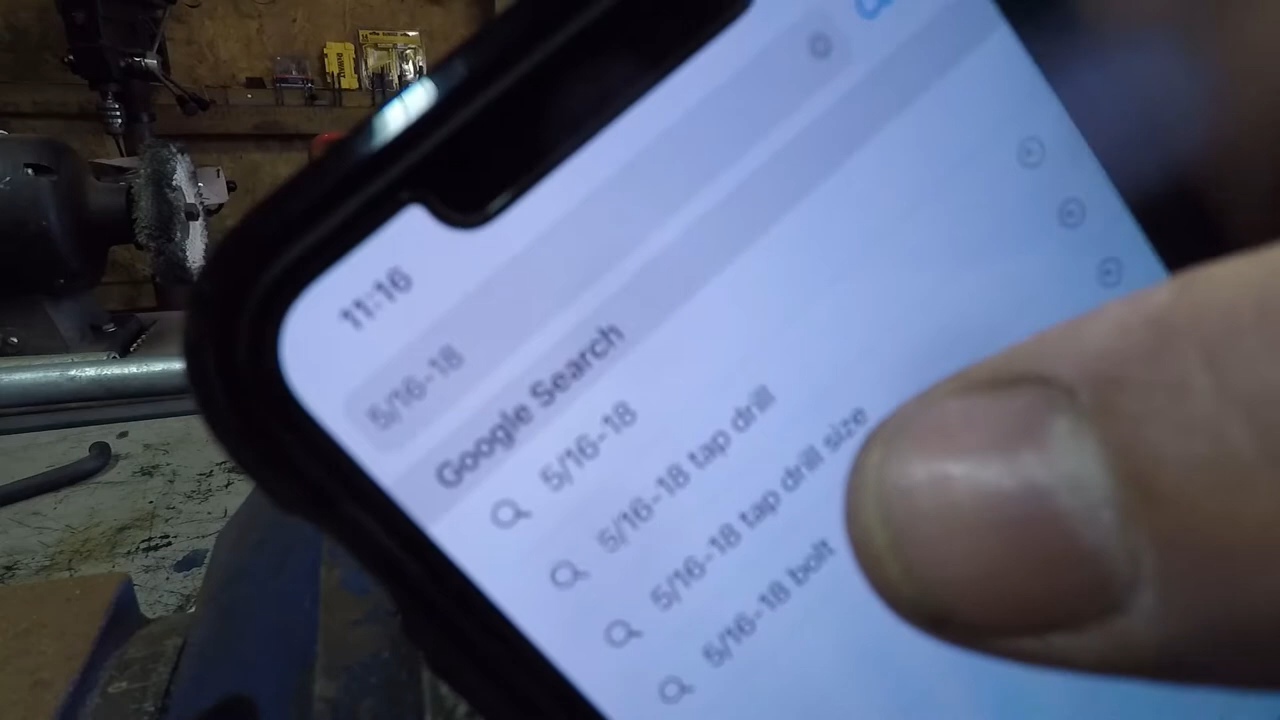 11:16
5/16-18
Google Search
5/16-18
5/16-18 tap drill
5/16-18 tap drill size
5/16-18 bolt